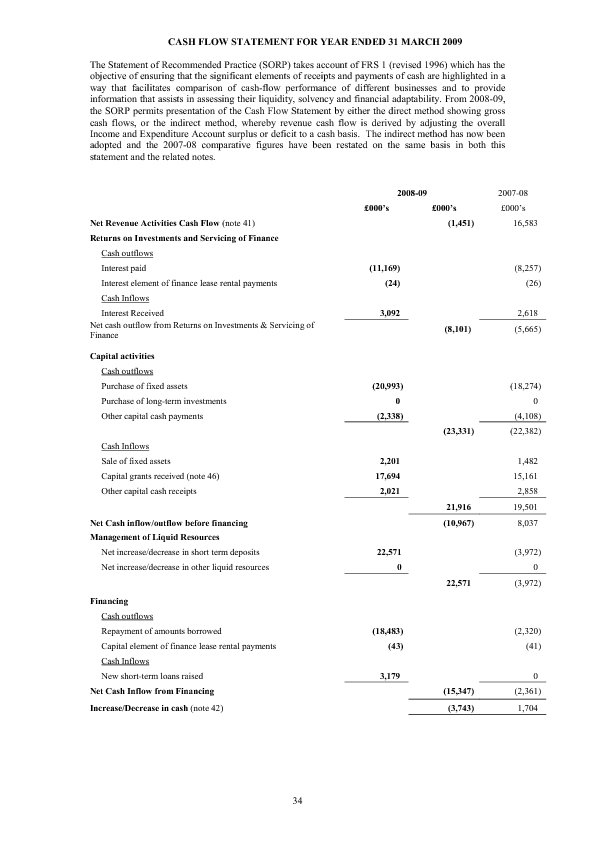 CASH FLOW STATEMENT FOR YEAR ENDED 31 MARCH 2009
The Statement of Recommended Practice (SORP) takes account of FRS 1 (revised 1996) which has the
objective of ensuring that the significant elements of receipts and payments of cash are highlighted in a
way that facilitates comparison of cash-flow performance of different businesses and to provide
information that assists in assessing their liquidity, solvency and financial adaptability. From 2008-09,
the SORP permits presentation of the Cash Flow Statement by either the direct method showing gross
cash flows, or the indirect method, whereby revenue cash flow is derived by adjusting the overall
Income and Expenditure Account surplus or deficit to a cash basis. The indirect method has now been
adopted and the 2007-08 comparative figures have been restated on the same basis in both this
statement and the related notes.
2008-09 2007-08
£000's £000's £000's
Net Revenue Activities Cash Flow (note 41) (1,451) 16,583
Returns on Investments and Servicing of Finance
Cash outflows
Interest paid (11,169) (8,257)
Interest element of finance lease rental payments (24) (26)
Cash Inflows
Interest Received 3,092 2,618
Net cash outflow from Returns on Investments & Servicing of
Finance (8,101) (5,665)
Capital activities
Cash outflows
Purchase of fixed assets (20,993) (18,274)
Purchase of long-term investments 0 0
Other capital cash payments (2,338) (4,108)
(23,331) (22,382)
Cash Inflows
Sale of fixed assets 2,201 1,482
Capital grants received (note 46) 17,694 15,161
Other capital cash receipts 2,021 2,858
21,916 19,501
Net Cash inflow/outflow before financing (10,967) 8,037
Management of Liquid Resources
Net increase/decrease in short term deposits 22,571 (3,972)
Net increase/decrease in other liquid resources 0 0
22,571 (3,972)
Financing
Cash outflows
Repayment of amounts borrowed (18,483) (2,320)
Capital element of finance lease rental payments (43) (41)
Cash Inflows
New short-term loans raised 3,179 0
Net Cash Inflow from Financing (15,347) (2,361)
Increase/Decrease in cash (note 42) (3,743) 1,704
34